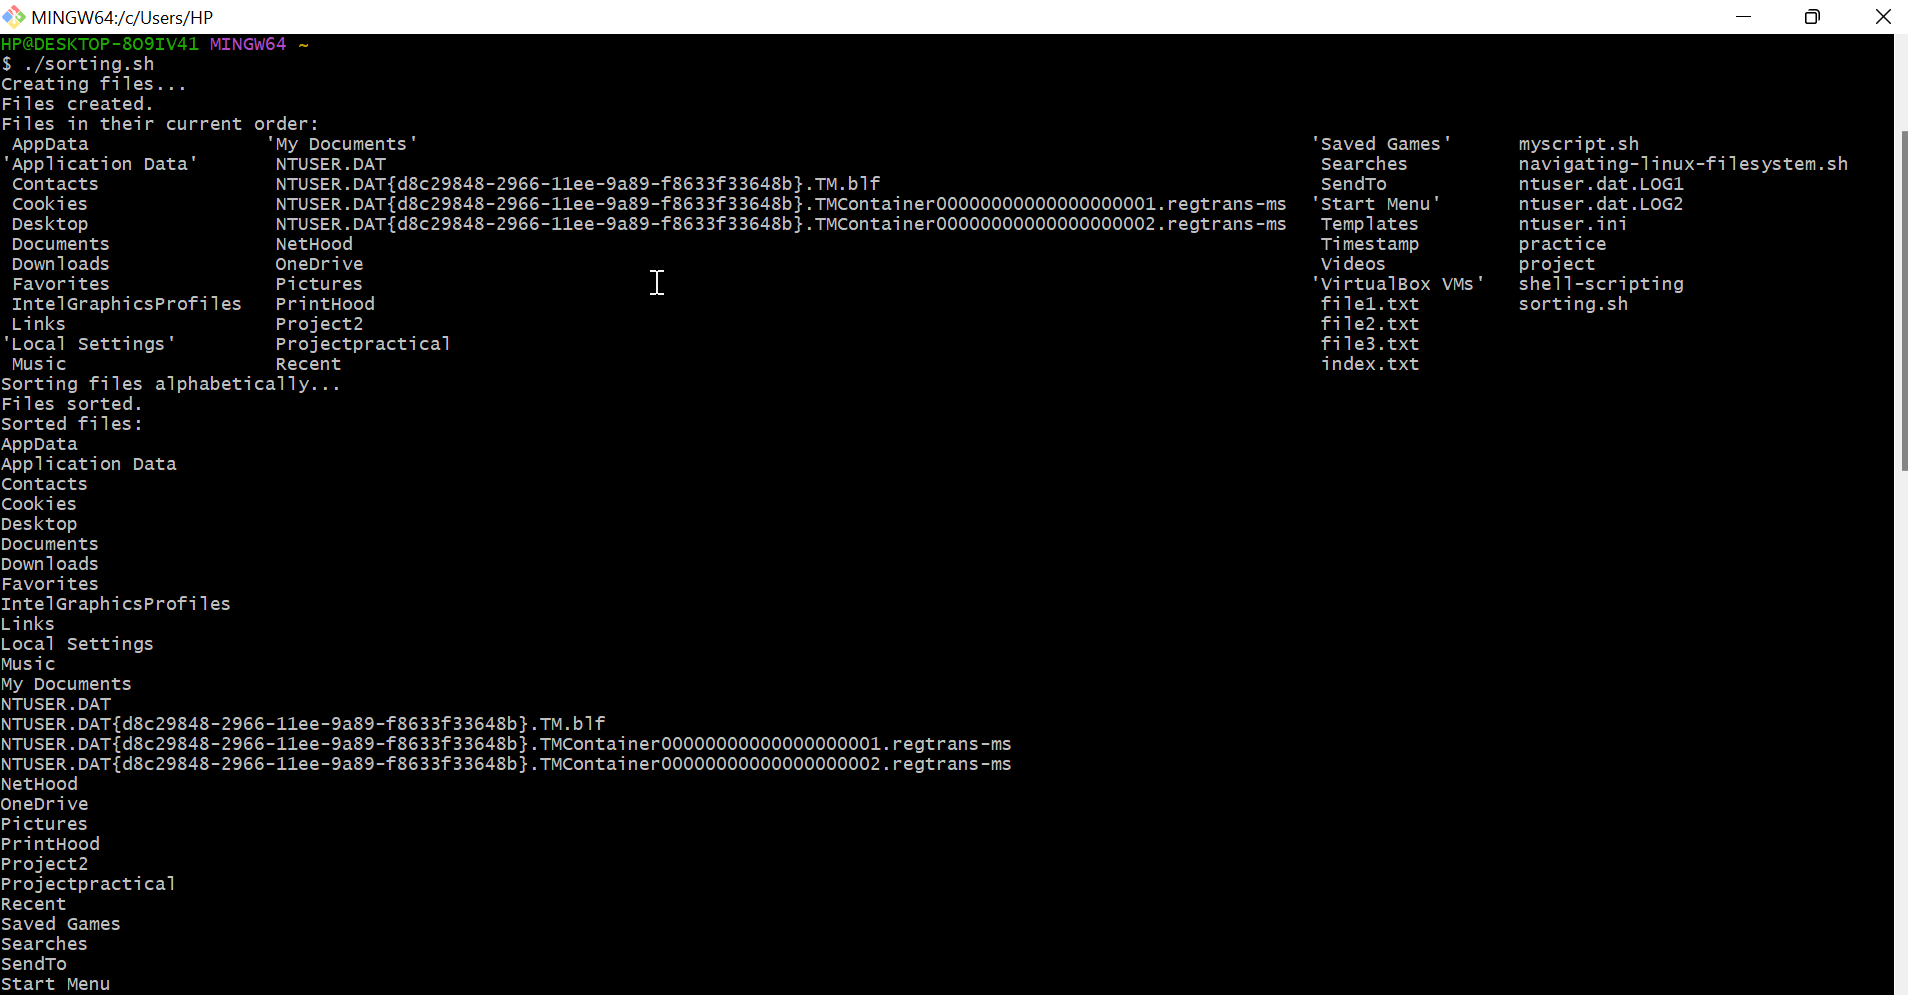 MINGW64:/c/Users/HP
HP@DESKTOP-8O9IV41 MINGW64 ~
$ ./sorting.sh
Creating files...
Files created.
Files in their current order:
 AppData                'My Documents'                                                                                  'Saved Games'      myscript.sh
'Application Data'       NTUSER.DAT                                                                                      Searches          navigating-linux-filesystem.sh
 Contacts                NTUSER.DAT{d8c29848-2966-11ee-9a89-f8633f33648b}.TM.blf                                         SendTo            ntuser.dat.LOG1
 Cookies                 NTUSER.DAT{d8c29848-2966-11ee-9a89-f8633f33648b}.TMContainer00000000000000000001.regtrans-ms  'Start Menu'       ntuser.dat.LOG2
 Desktop                 NTUSER.DAT{d8c29848-2966-11ee-9a89-f8633f33648b}.TMContainer00000000000000000002.regtrans-ms   Templates         ntuser.ini
 Documents               NetHood                                                                                         Timestamp         practice
 Downloads               OneDrive                                                                                        Videos            project
 Favorites               Pictures                                                                                       'VirtualBox VMs'   shell-scripting
 IntelGraphicsProfiles   PrintHood                                                                                       file1.txt         sorting.sh
 Links                   Project2                                                                                        file2.txt
'Local Settings'         Projectpractical                                                                                file3.txt
 Music                   Recent                                                                                          index.txt
Sorting files alphabetically...
Files sorted.
Sorted files:
AppData
Application Data
Contacts
Cookies
Desktop
Documents
Downloads
Favorites
IntelGraphicsProfiles
Links
Local Settings
Music
My Documents
NTUSER.DAT
NTUSER.DAT{d8c29848-2966-11ee-9a89-f8633f33648b}.TM.blf
NTUSER.DAT{d8c29848-2966-11ee-9a89-f8633f33648b}.TMContainer00000000000000000001.regtrans-ms
NTUSER.DAT{d8c29848-2966-11ee-9a89-f8633f33648b}.TMContainer00000000000000000002.regtrans-ms
NetHood
OneDrive
Pictures
PrintHood
Project2
Projectpractical
Recent
Saved Games
Searches
SendTo
Start Menu